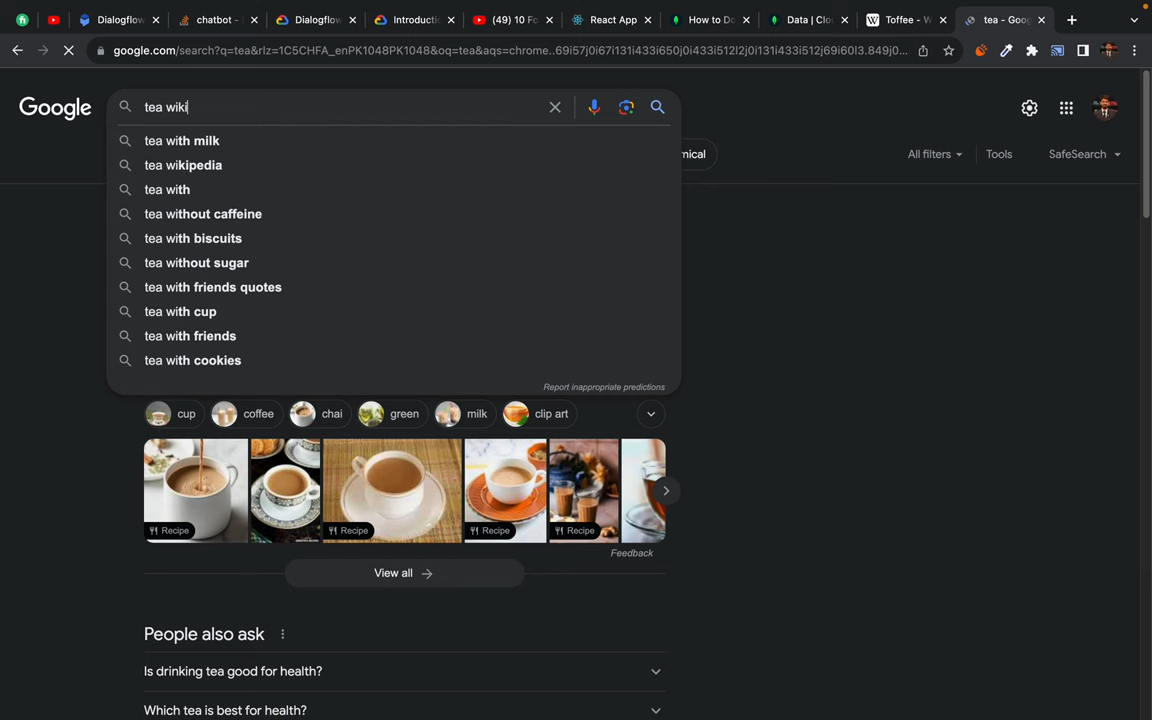 Dialogflow
chatbot -
Dialogflow
Introducti
(49) 10 Fo
React App
How to Do
Data | Clou
Toffee - W
tea - Goog
google.com/search?q=tea&rlz=1C5CHFA_enPK1048PK1048&oq=tea&aqs=chrome..69i57j0i67i131i433i650j0i433i512l2j0i131i433i512j69i60l3.849j0...
Google
tea wiki
tea with milk
tea wikipedia
tea with
tea without caffeine
tea with biscuits
tea without sugar
tea with friends quotes
tea with cup
tea with friends
tea with cookies
Report inappropriate predictions
mical
All filters
Tools
SafeSearch
cup
coffee
chai
green
milk
clip art
Recipe
Recipe
Recipe
Recipe
Feedback
View all
People also ask
Is drinking tea good for health?
Which tea is best for health?